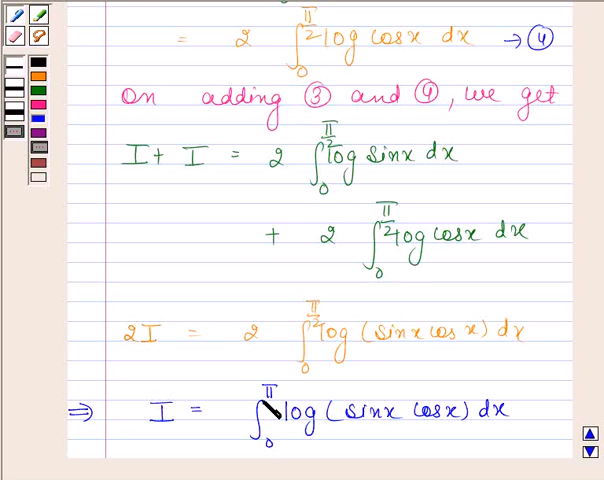 = 2 ∫₀^(π/2) log cos x dx → ④
On adding ③ and ④, we get
I + I = 2 ∫₀^(π/2) log sin x dx
+ 2 ∫₀^(π/2) log cos x dx
2I = 2 ∫₀^(π/2) log (sin x cos x) dx
⇒ I = ∫₀^π log (sin x cos x) dx